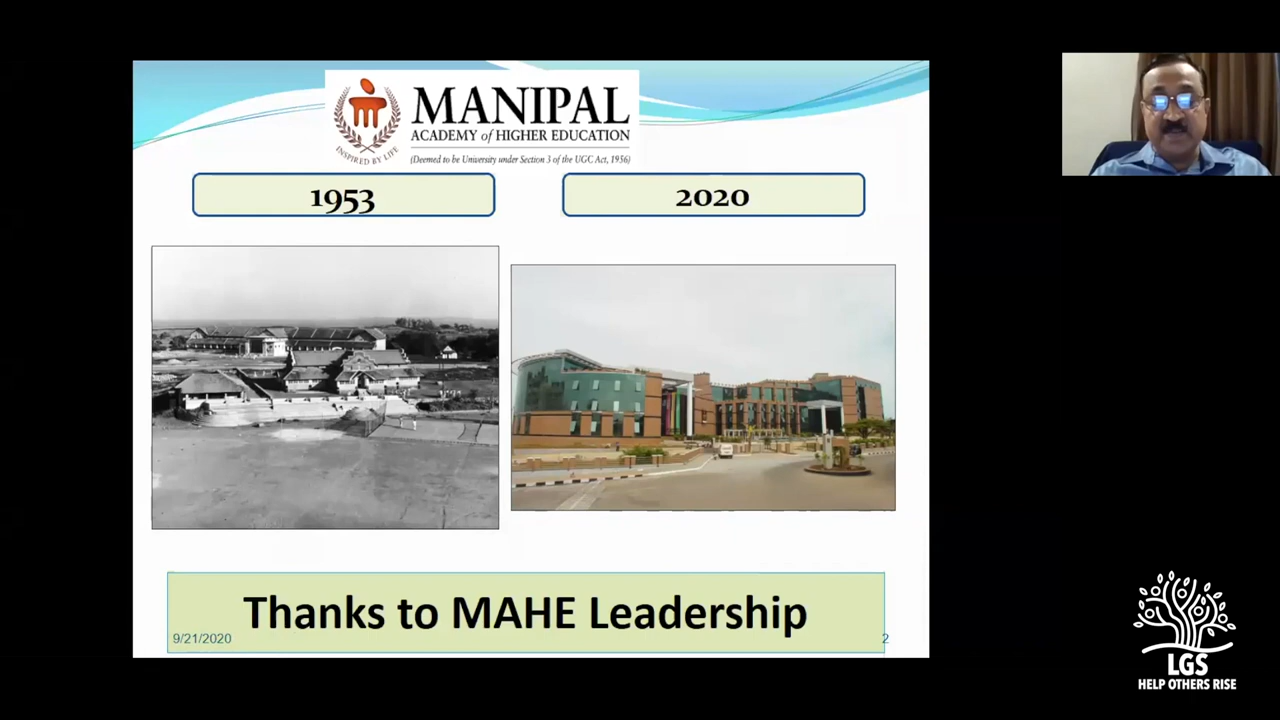 MANIPAL
ACADEMY of HIGHER EDUCATION
(Deemed to be University under Section 3 of the UGC Act, 1956)
INSPIRED BY LIFE
1953
2020
Thanks to MAHE Leadership
9/21/2020
2
LGS
HELP OTHERS RISE